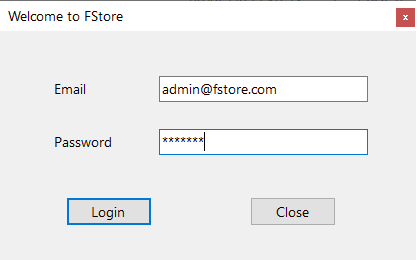 Welcome to FStore
x
Email admin@fstore.com
Password *******
Login Close